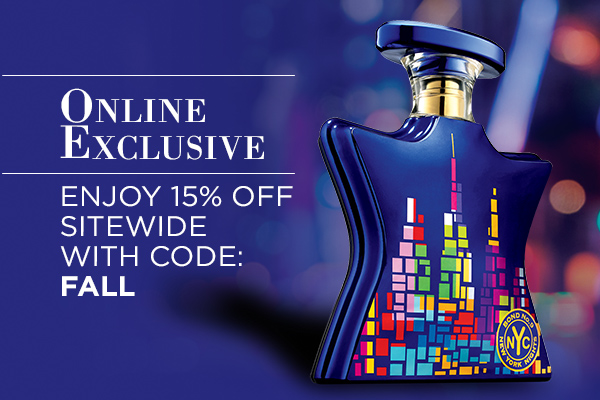 ONLINE
EXCLUSIVE
ENJOY 15% OFF
SITEWIDE
WITH CODE:
FALL
BOND NO. 9
NYC
NEW YORK NIGHTS